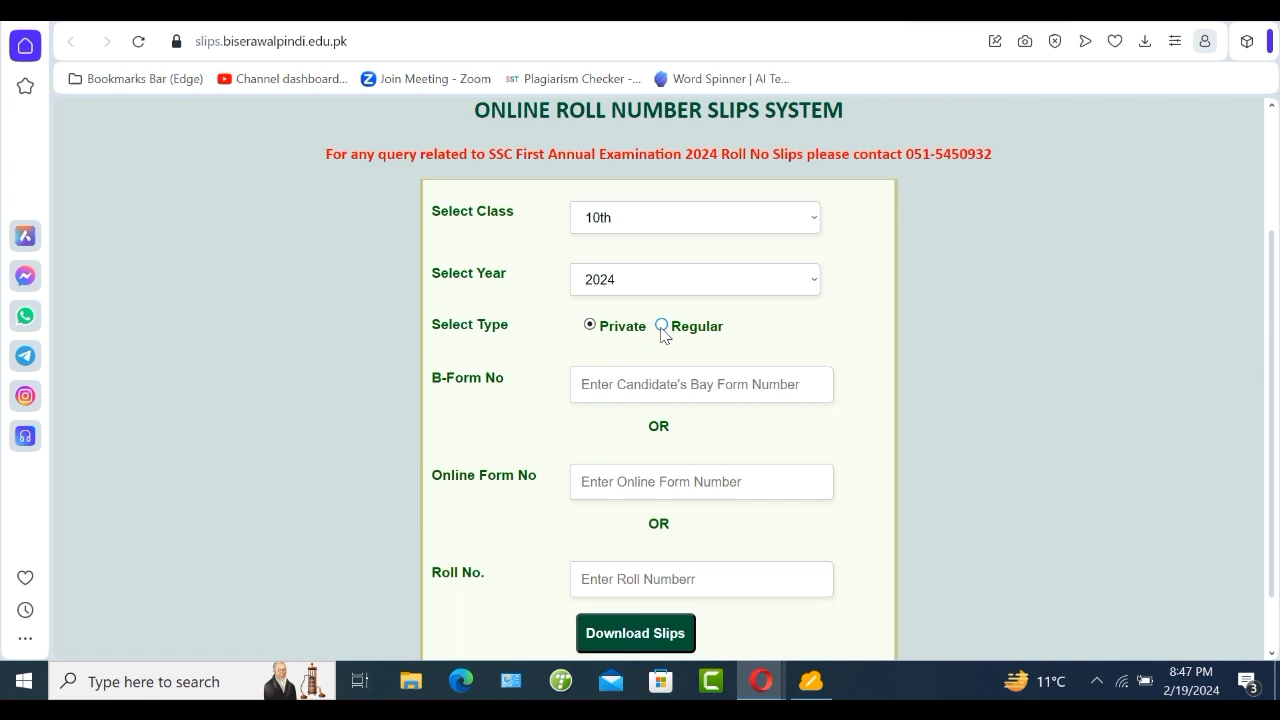 slips.biserawalpindi.edu.pk
Bookmarks Bar (Edge) Channel dashboard... Join Meeting - Zoom SST Plagiarism Checker -... Word Spinner | AI Te...
ONLINE ROLL NUMBER SLIPS SYSTEM
For any query related to SSC First Annual Examination 2024 Roll No Slips please contact 051-5450932
Select Class 10th
Select Year 2024
Select Type Private Regular
B-Form No Enter Candidate's Bay Form Number
OR
Online Form No Enter Online Form Number
OR
Roll No. Enter Roll Numberr
Download Slips
Type here to search 11°C 8:47 PM
2/19/2024 3